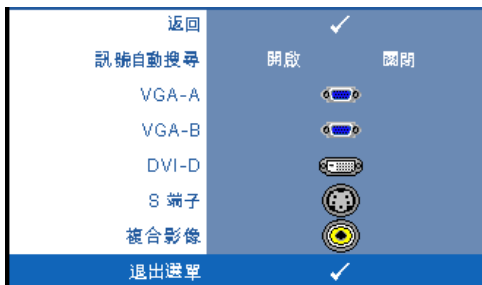 返回
訊號自動搜尋 開啟 關閉
VGA-A
VGA-B
DVI-D
S 端子
複合影像
退出選單